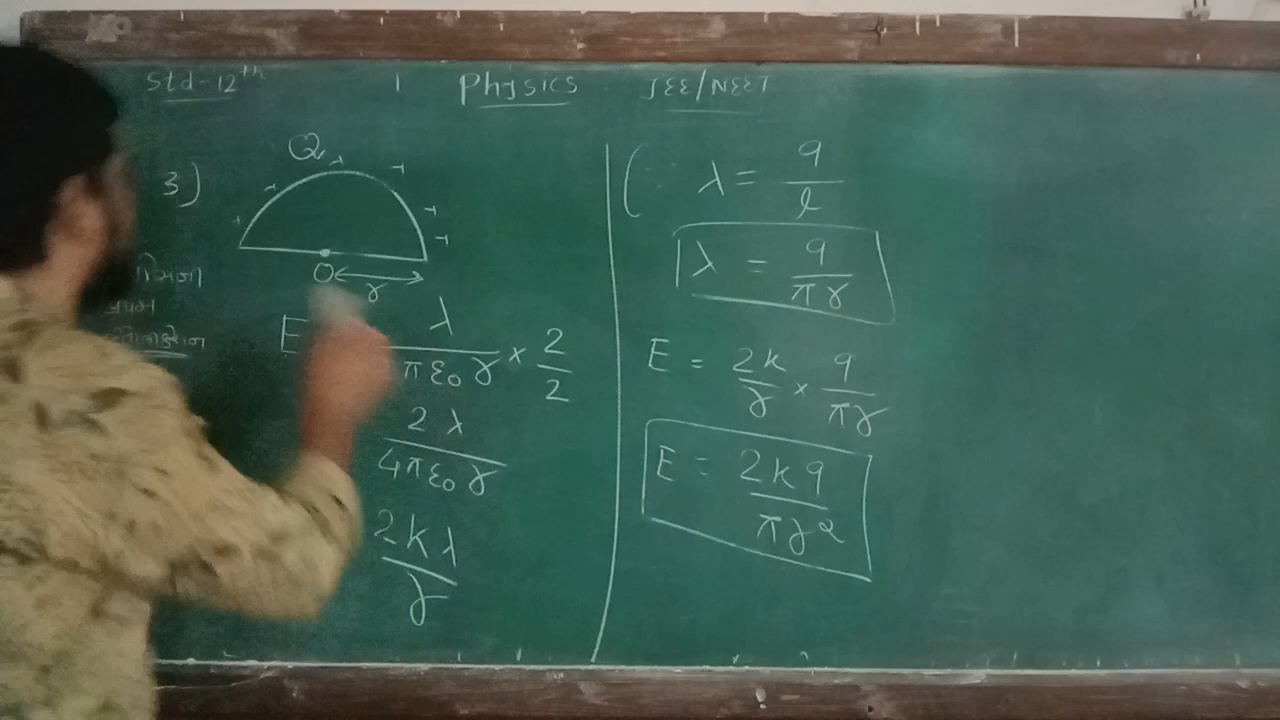 Std-12th | Physics JEE/NEET
3)
Q
O r
E λ/πε₀r × 2/2
2λ/4πε₀r
2kλ/r
(∵ λ = q/l
λ = q/πr
E = 2k/r × q/πr
E = 2kq/πr²